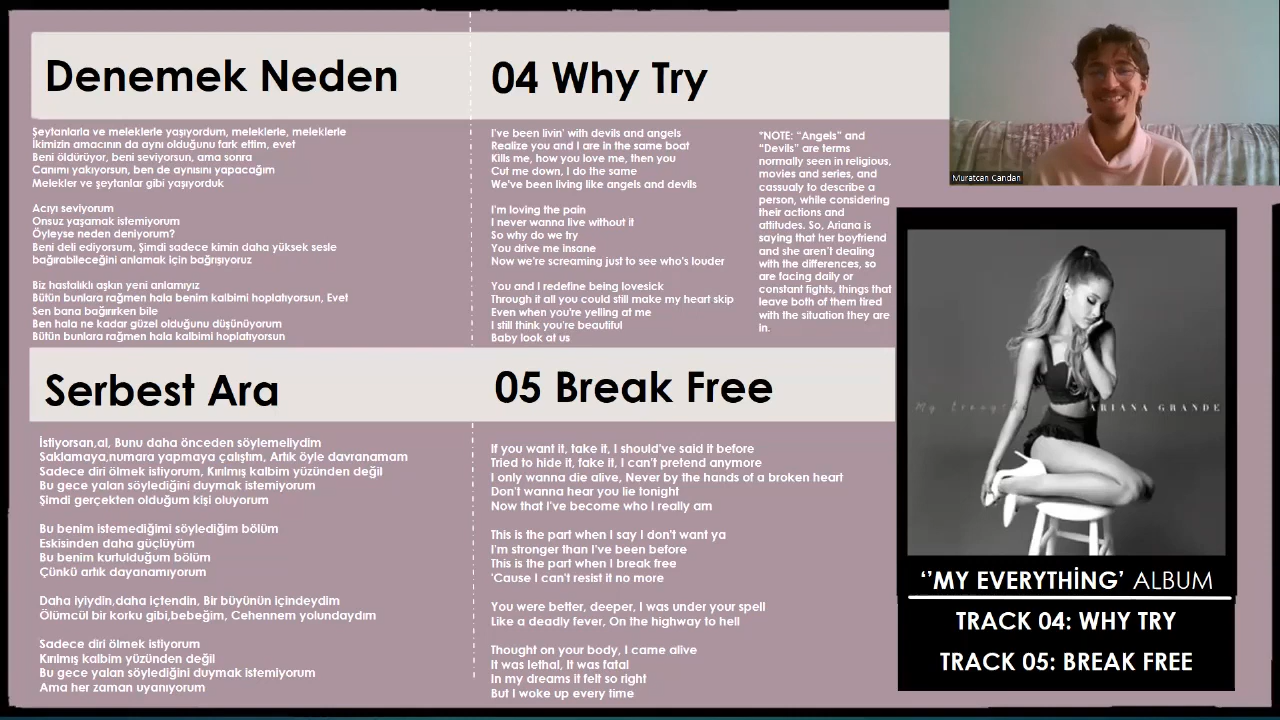 Denemek Neden
Şeytanlarla ve meleklerle yaşıyordum, meleklerle, meleklerle
İkimizin amacının da aynı olduğunu fark ettim, evet
Beni öldürüyor, beni seviyorsun, ama sonra
Canımı yakıyorsun, ben de aynısını yapacağım
Melekler ve şeytanlar gibi yaşıyorduk
Acıyı seviyorum
Onsuz yaşamak istemiyorum
Öyleyse neden deniyorum?
Beni deli ediyorsun, Şimdi sadece kimin daha yüksek sesle
bağırabileceğini anlamak için bağrışıyoruz
Biz hastalıklı aşkın yeni anlamıyız
Bütün bunlara rağmen hala benim kalbimi hoplatıyorsun, Evet
Sen bana bağırırken bile
Ben hala ne kadar güzel olduğunu düşünüyorum
Bütün bunlara rağmen hala kalbimi hoplatıyorsun
04 Why Try
I've been livin' with devils and angels
Realize you and I are in the same boat
Kills me, how you love me, then you
Cut me down, I do the same
We've been living like angels and devils
I'm loving the pain
I never wanna live without it
So why do we try
You drive me insane
Now we're screaming just to see who's louder
You and I redefine being lovesick
Through it all you could still make my heart skip
Even when you're yelling at me
I still think you're beautiful
Baby look at us
*NOTE: “Angels” and
“Devils” are terms
normally seen in religious,
movies and series, and
cassualy to describe a
person, while considering
their actions and
attitudes. So, Ariana is
saying that her boyfriend
and she aren't dealing
with the differences, so
are facing daily or
constant fights, things that
leave both of them tired
with the situation they are
in.
Muratcan Candan
Serbest Ara
İstiyorsan,al, Bunu daha önceden söylemeliydim
Saklamaya,numara yapmaya çalıştım, Artık öyle davranamam
Sadece diri ölmek istiyorum, Kırılmış kalbim yüzünden değil
Bu gece yalan söylediğini duymak istemiyorum
Şimdi gerçekten olduğum kişi oluyorum
Bu benim istemediğimi söylediğim bölüm
Eskisinden daha güçlüyüm
Bu benim kurtulduğum bölüm
Çünkü artık dayanamıyorum
Daha iyiydin,daha içtendin, Bir büyünün içindeydim
Ölümcül bir korku gibi,bebeğim, Cehennem yolundaydım
Sadece diri ölmek istiyorum
Kırılmış kalbim yüzünden değil
Bu gece yalan söylediğini duymak istemiyorum
Ama her zaman uyanıyorum
05 Break Free
If you want it, take it, I should've said it before
Tried to hide it, fake it, I can't pretend anymore
I only wanna die alive, Never by the hands of a broken heart
Don't wanna hear you lie tonight
Now that I've become who I really am
This is the part when I say I don't want ya
I'm stronger than I've been before
This is the part when I break free
'Cause I can't resist it no more
You were better, deeper, I was under your spell
Like a deadly fever, On the highway to hell
Thought on your body, I came alive
It was lethal, It was fatal
In my dreams it felt so right
But I woke up every time
ARIANA GRANDE
‘’MY EVERYTHİNG’ ALBUM
TRACK 04: WHY TRY
TRACK 05: BREAK FREE